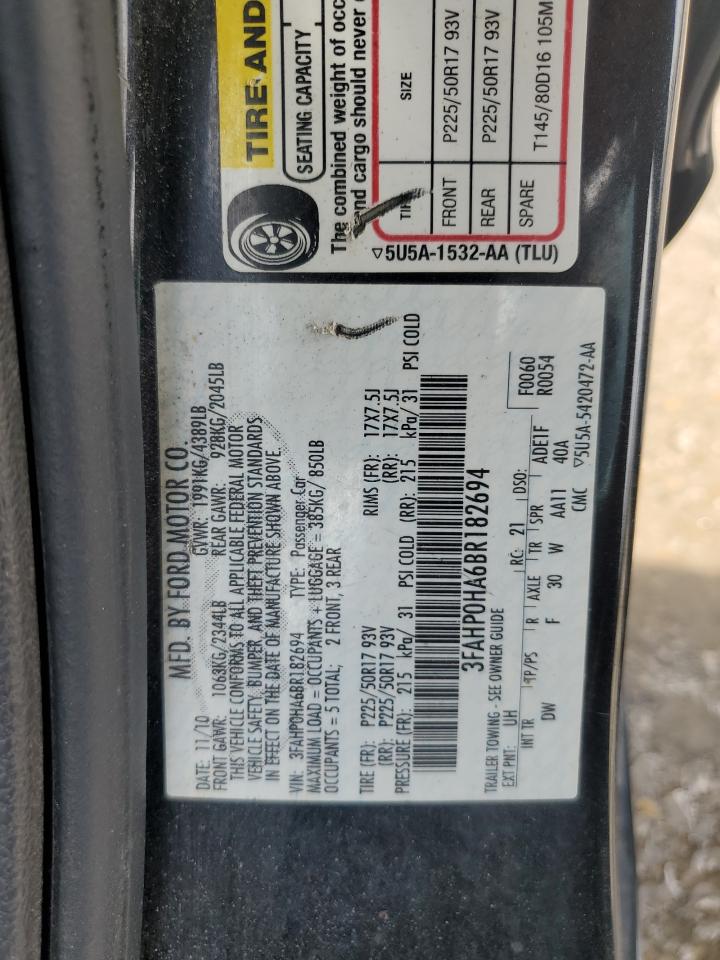 TIRE AND
SEATING CAPACITY
The combined weight of occ
and cargo should never
SIZE
FRONT P225/50R17 93V
REAR P225/50R17 93V
SPARE T145/80D16 105M
▽5U5A-1532-AA (TLU)
MFD. BY FORD MOTOR CO.
DATE: 11/10 GVWR: 1991KG/4389LB
FRONT GAWR: 1063KG/2344LB REAR GAWR: 928KG/2045LB
THIS VEHICLE CONFORMS TO ALL APPLICABLE FEDERAL MOTOR
VEHICLE SAFETY, BUMPER, AND THEFT PREVENTION STANDARDS
IN EFFECT ON THE DATE OF MANUFACTURE SHOWN ABOVE.
VIN: 3FAHP0HA6BR182694 TYPE: Passenger Car
MAXIMUM LOAD = OCCUPANTS + LUGGAGE = 385KG/ 850LB
OCCUPANTS = 5 TOTAL; 2 FRONT, 3 REAR
TIRE (FR): P225/50R17 93V RIMS (FR): 17X7.5J
(RR): P225/50R17 93V (RR): 17X7.5J
PRESSURE (FR): 215 kPa/ 31 PSI COLD (RR): 215 kPa/ 31 PSI COLD
3FAHP0HA6BR182694
TRAILER TOWING - SEE OWNER GUIDE
F0060
R0054
EXT PNT: UH RC: 21 DSO:
INT TR TP/PS R AXLE TR SPR ADE1F
DW F 30 W AA11 40A
CMC ▽5U5A-5420472-AA